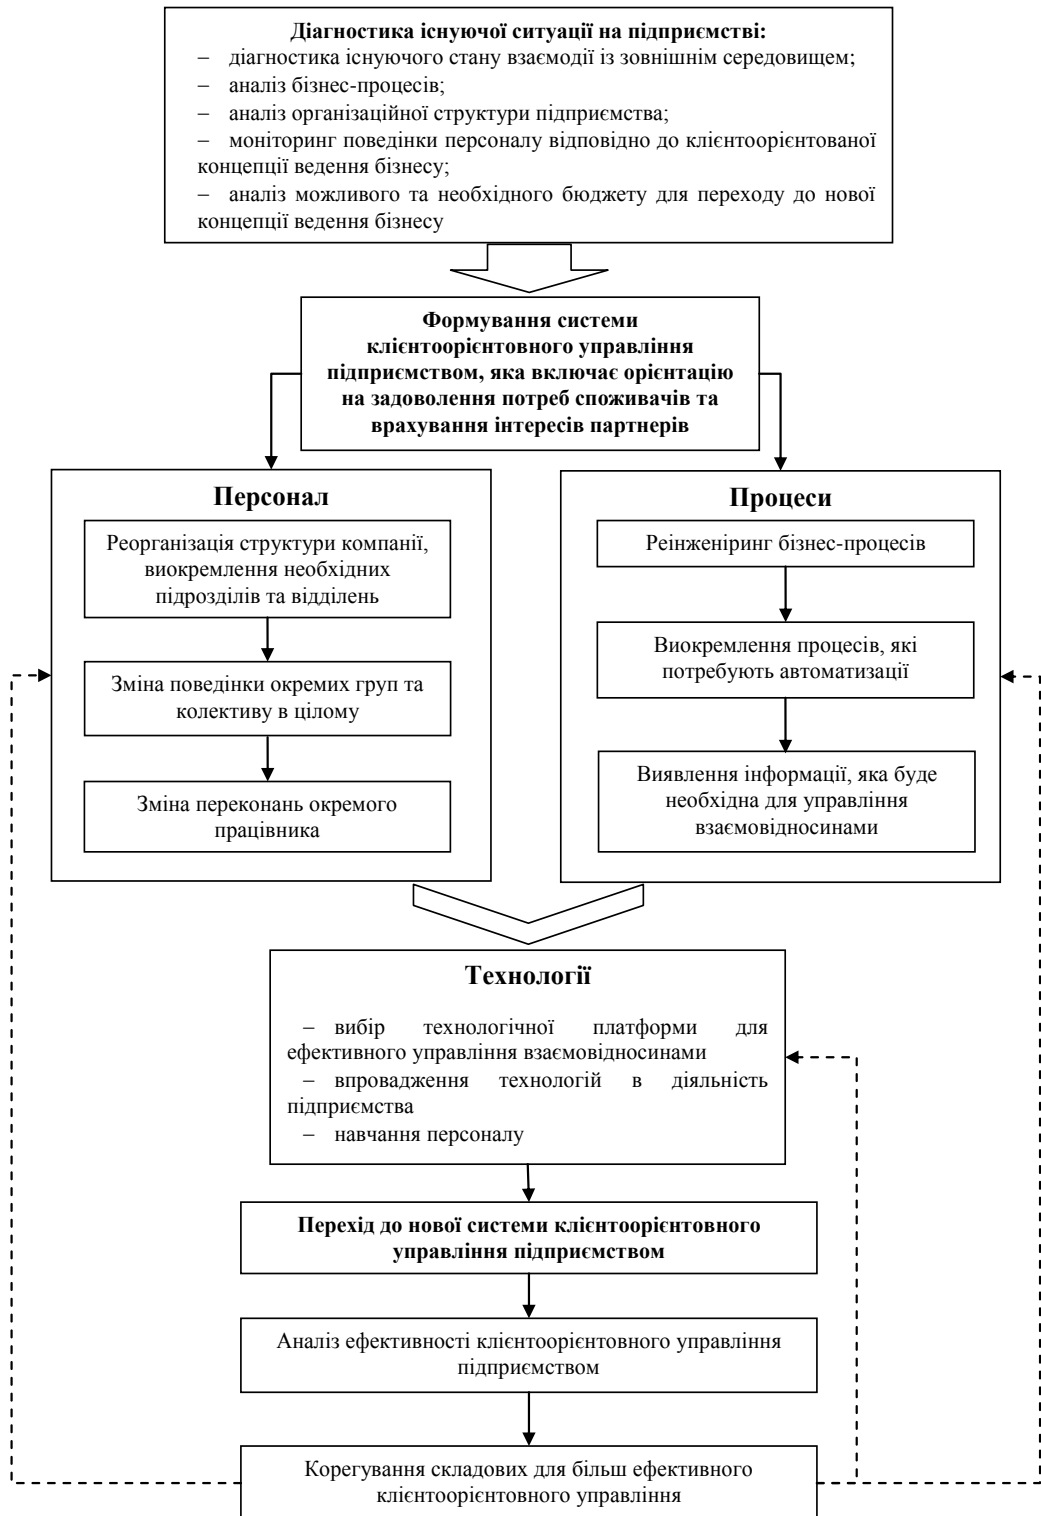 Діагностика існуючої ситуації на підприємстві:
– діагностика існуючого стану взаємодії із зовнішнім середовищем;
– аналіз бізнес-процесів;
– аналіз організаційної структури підприємства;
– моніторинг поведінки персоналу відповідно до клієнтоорієнтованої
концепції ведення бізнесу;
– аналіз можливого та необхідного бюджету для переходу до нової
концепції ведення бізнесу
Формування системи
клієнтоорієнтовного управління
підприємством, яка включає орієнтацію
на задоволення потреб споживачів та
врахування інтересів партнерів
Персонал
Реорганізація структури компанії,
виокремлення необхідних
підрозділів та відділень
Зміна поведінки окремих груп та
колективу в цілому
Зміна переконань окремого
працівника
Процеси
Реінженіринг бізнес-процесів
Виокремлення процесів, які
потребують автоматизації
Виявлення інформації, яка буде
необхідна для управління
взаємовідносинами
Технології
– вибір технологічної платформи для
ефективного управління взаємовідносинами
– впровадження технологій в діяльність
підприємства
– навчання персоналу
Перехід до нової системи клієнтоорієнтовного
управління підприємством
Аналіз ефективності клієнтоорієнтовного управління
підприємством
Корегування складових для більш ефективного
клієнтоорієнтовного управління